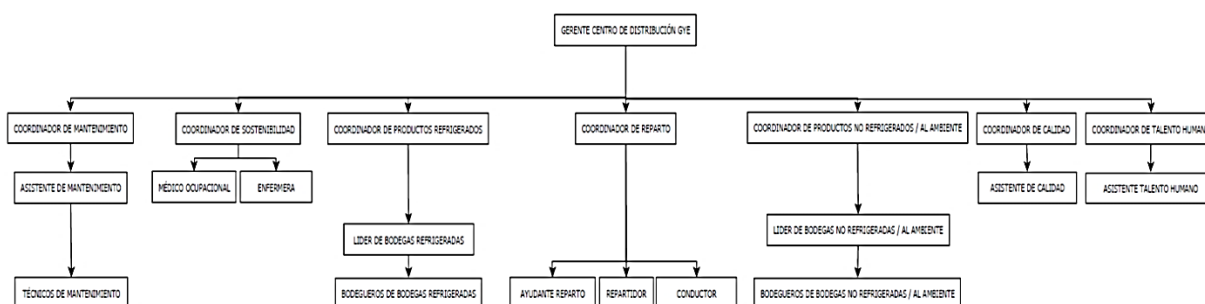 GERENTE CENTRO DE DISTRIBUCIÓN GYE
COORDINADOR DE MANTENIMIENTO
COORDINADOR DE SOSTENIBILIDAD
COORDINADOR DE PRODUCTOS REFRIGERADOS
COORDINADOR DE REPARTO
COORDINADOR DE PRODUCTOS NO REFRIGERADOS / AL AMBIENTE
COORDINADOR DE CALIDAD
COORDINADOR DE TALENTO HUMANO
ASISTENTE DE MANTENIMIENTO
MÉDICO OCUPACIONAL
ENFERMERA
ASISTENTE DE CALIDAD
ASISTENTE TALENTO HUMANO
LIDER DE BODEGAS REFRIGERADAS
LIDER DE BODEGAS NO REFRIGERADAS / AL AMBIENTE
TÉCNICOS DE MANTENIMIENTO
BODEGUEROS DE BODEGAS REFRIGERADAS
AYUDANTE REPARTO
REPARTIDOR
CONDUCTOR
BODEGUEROS DE BODEGAS NO REFRIGERADAS / AL AMBIENTE